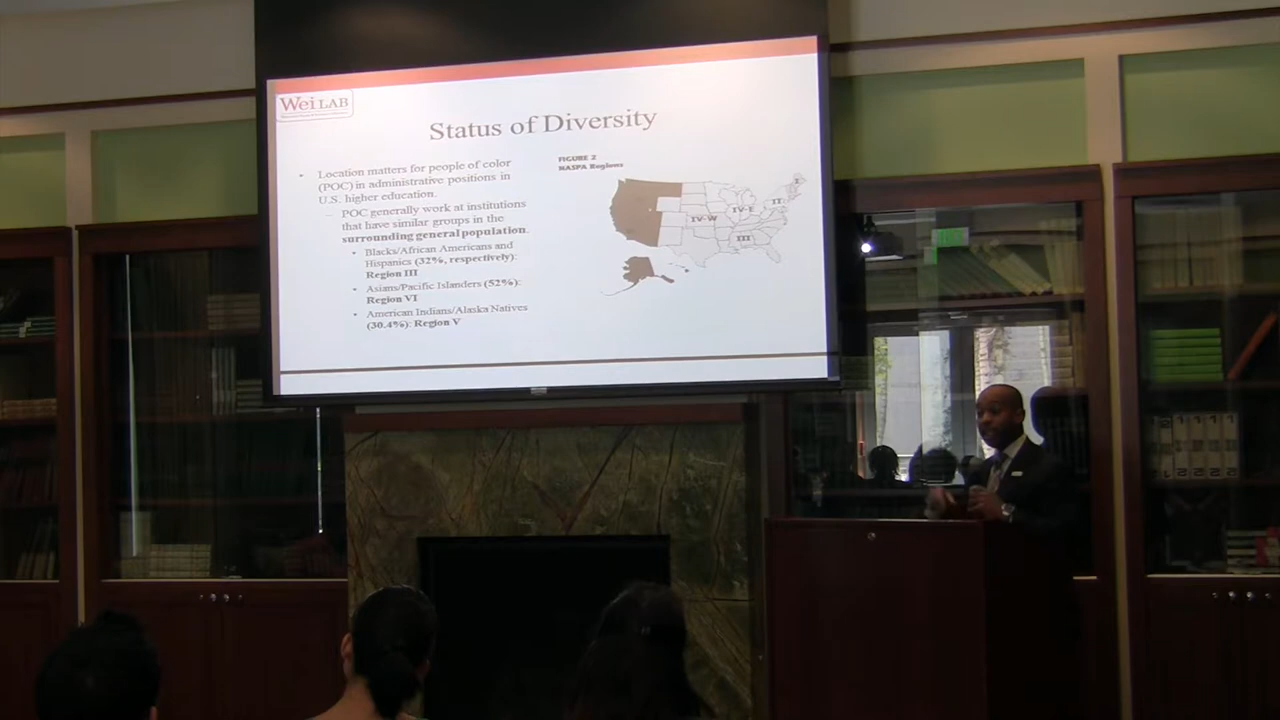 Wei LAB
Status of Diversity
• Location matters for people of color
(POC) in administrative positions in
U.S. higher education.
– POC generally work at institutions
that have similar groups in the
surrounding general population.
• Blacks/African Americans and
Hispanics (32%, respectively):
Region III
• Asians/Pacific Islanders (52%):
Region VI
• American Indians/Alaska Natives
(30.4%): Region V
FIGURE 2
NASPA Regions
I
II
IV-E
IV-W
III